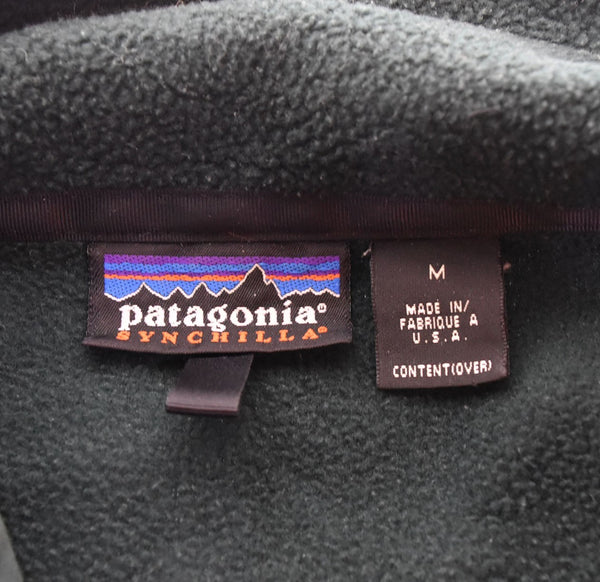 patagonia®
SYNCHILLA®
M
MADE IN/
FABRIQUE A
U.S.A.
CONTENT(OVER)